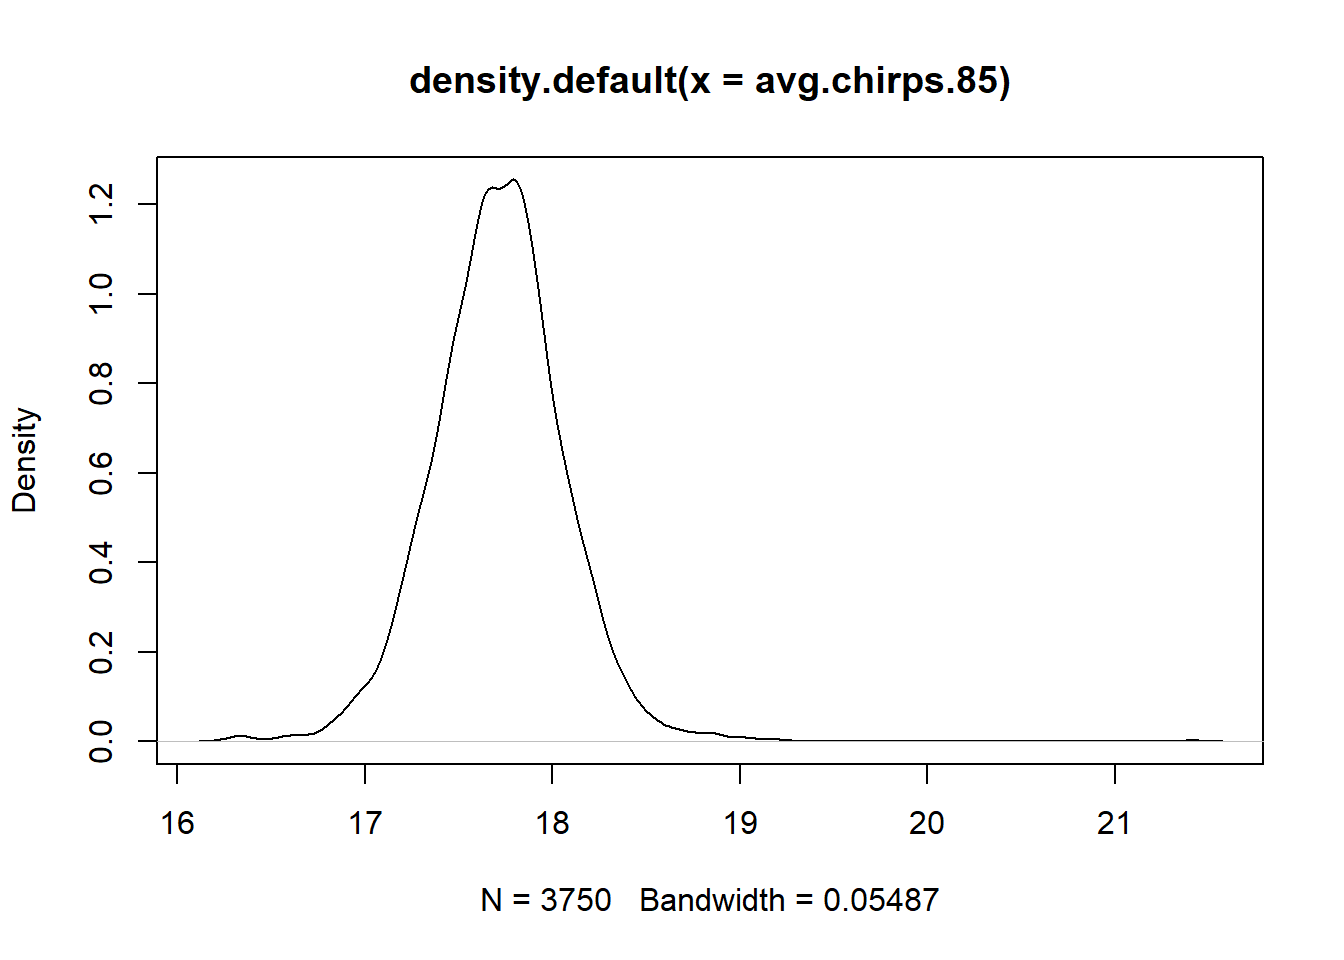 density.default(x = avg.chirps.85)
Density
1.2
1.0
0.8
0.6
0.4
0.2
0.0
16 17 18 19 20 21
N = 3750 Bandwidth = 0.05487